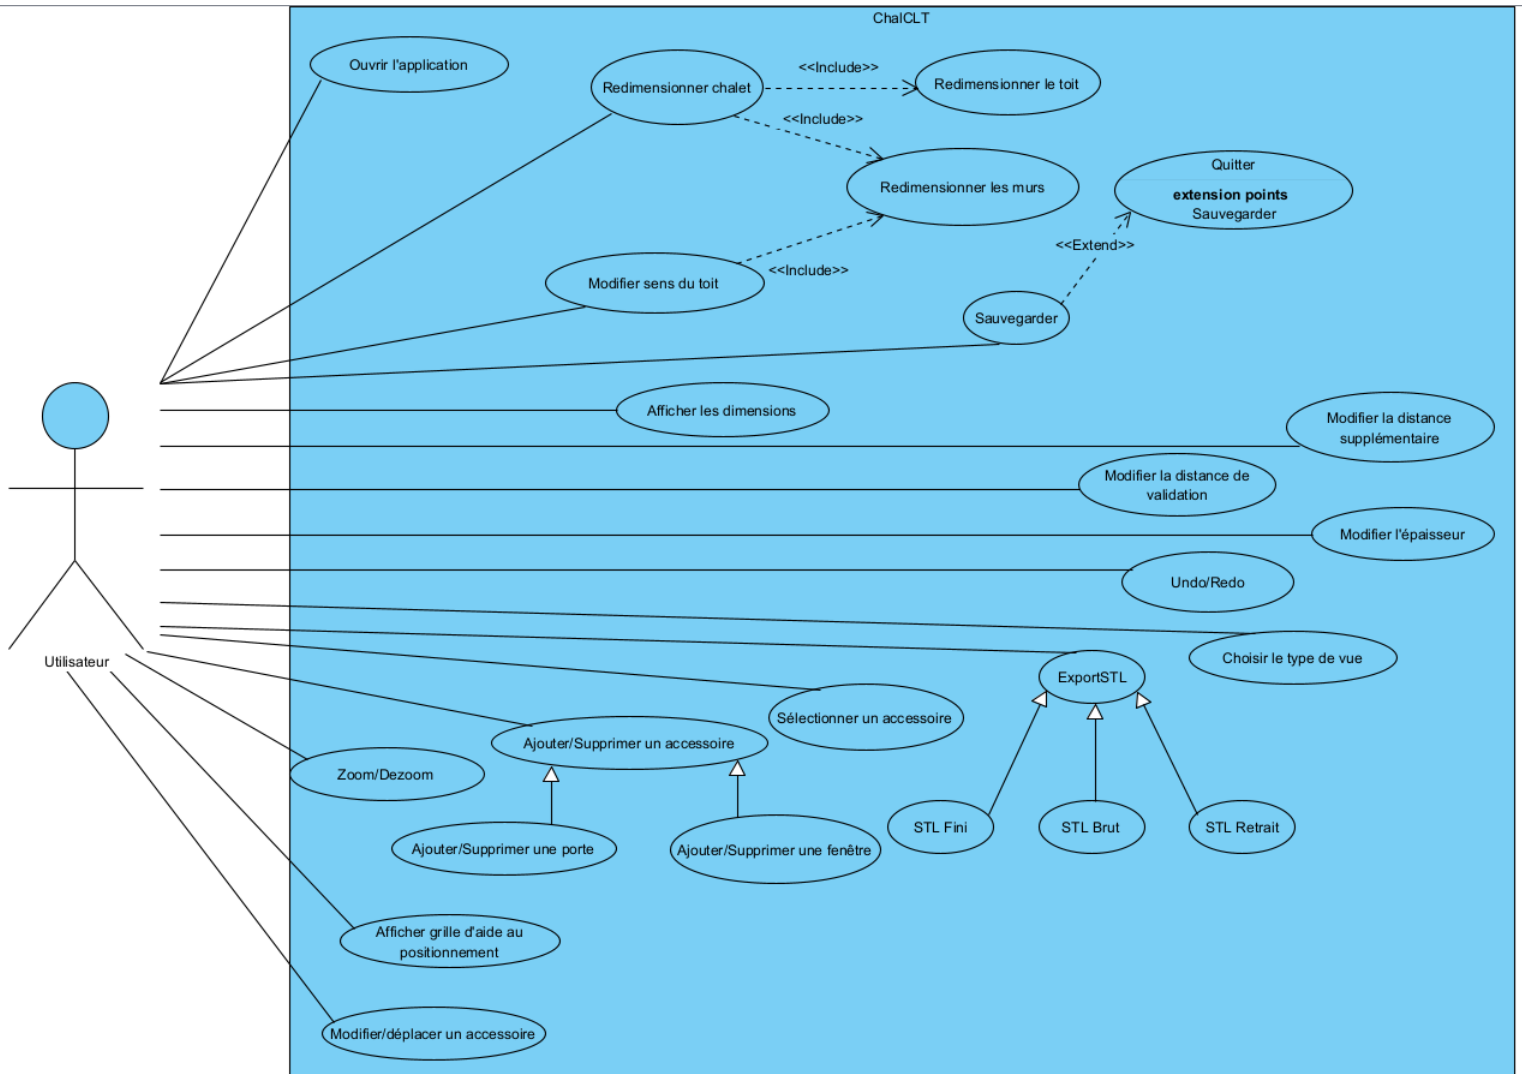 ChalCLT
Ouvrir l'application
Redimensionner chalet
<<Include>>
Redimensionner le toit
<<Include>>
Redimensionner les murs
Quitter
extension points
Sauvegarder
<<Extend>>
Modifier sens du toit
<<Include>>
Sauvegarder
Afficher les dimensions
Modifier la distance
supplémentaire
Modifier la distance de
validation
Modifier l'épaisseur
Undo/Redo
Choisir le type de vue
Utilisateur
ExportSTL
Sélectionner un accessoire
Ajouter/Supprimer un accessoire
Zoom/Dezoom
STL Fini
STL Brut
STL Retrait
Ajouter/Supprimer une porte
Ajouter/Supprimer une fenêtre
Afficher grille d'aide au
positionnement
Modifier/déplacer un accessoire